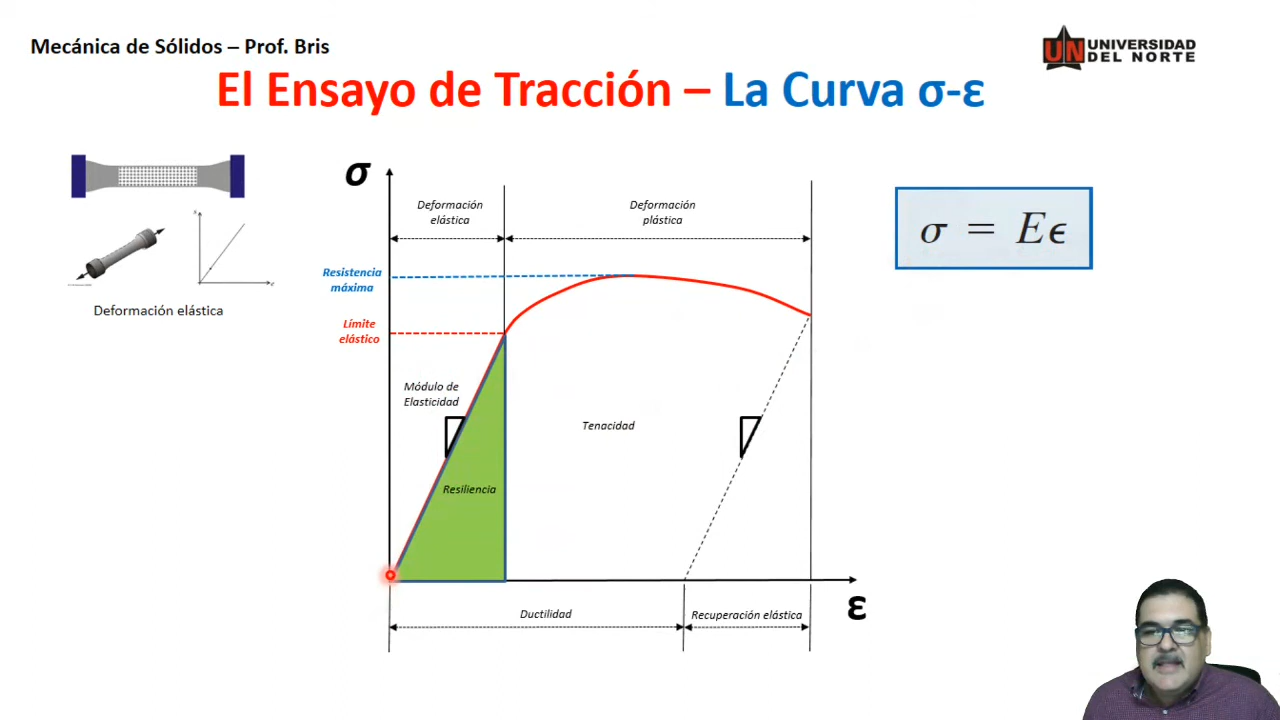 Mecánica de Sólidos – Prof. Bris
UN UNIVERSIDAD
DEL NORTE
El Ensayo de Tracción – La Curva σ-ε
σ
Deformación
elástica
Deformación
plástica
σ = Eϵ
Resistencia
máxima
Deformación elástica
Límite
elástico
Módulo de
Elasticidad
Tenacidad
Resiliencia
ε
Ductilidad
Recuperación elástica